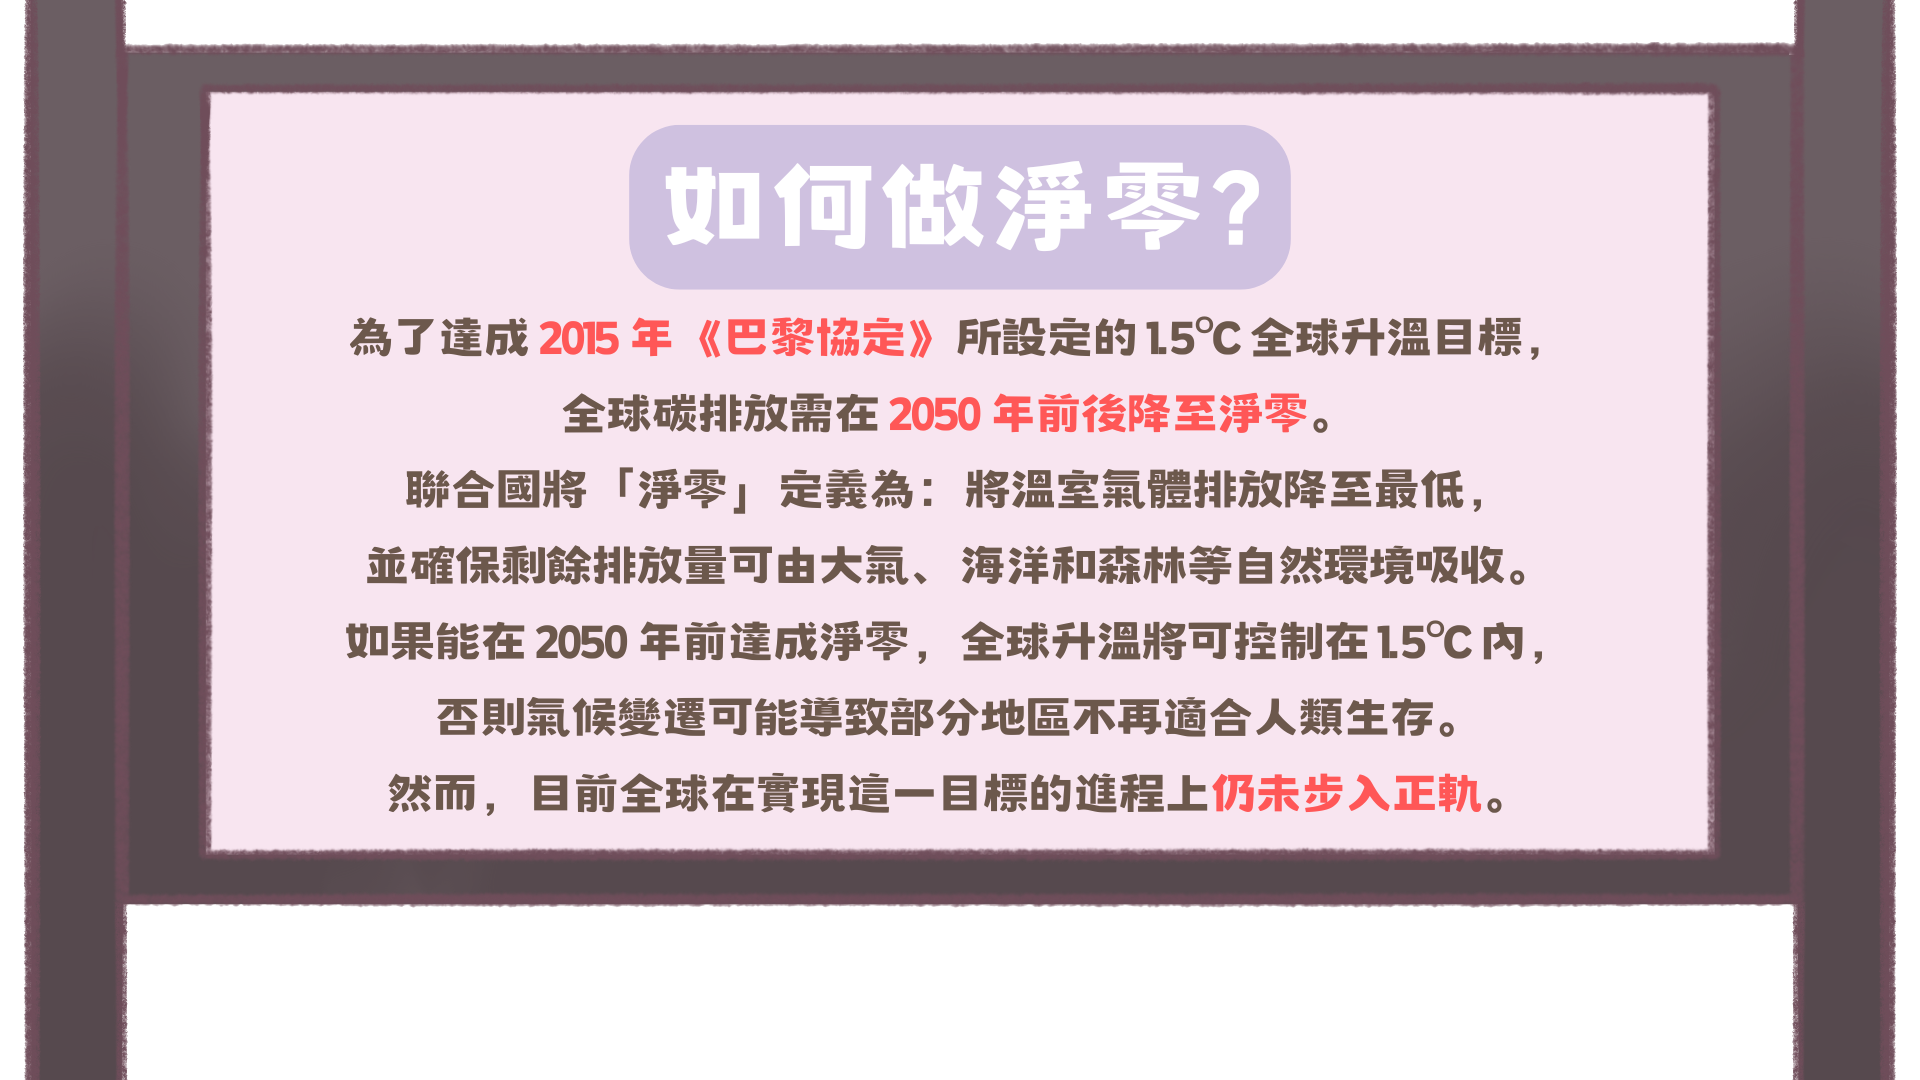 如何做淨零?
為了達成 2015 年《巴黎協定》所設定的 1.5℃ 全球升溫目標，
全球碳排放需在 2050 年前後降至淨零。
聯合國將「淨零」定義為：將溫室氣體排放降至最低，
並確保剩餘排放量可由大氣、海洋和森林等自然環境吸收。
如果能在 2050 年前達成淨零，全球升溫將可控制在 1.5℃ 內，
否則氣候變遷可能導致部分地區不再適合人類生存。
然而，目前全球在實現這一目標的進程上仍未步入正軌。